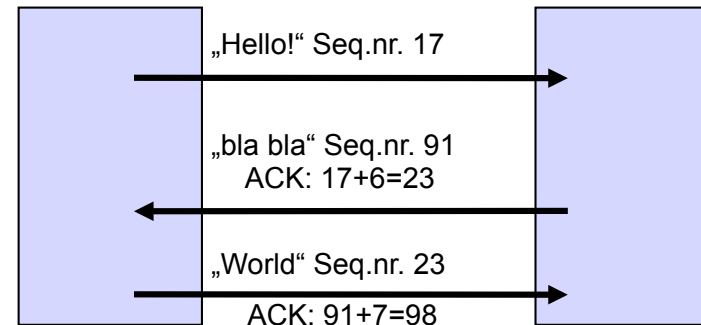 „Hello!“ Seq.nr. 17
„bla bla“ Seq.nr. 91
ACK: 17+6=23
„World“ Seq.nr. 23
ACK: 91+7=98